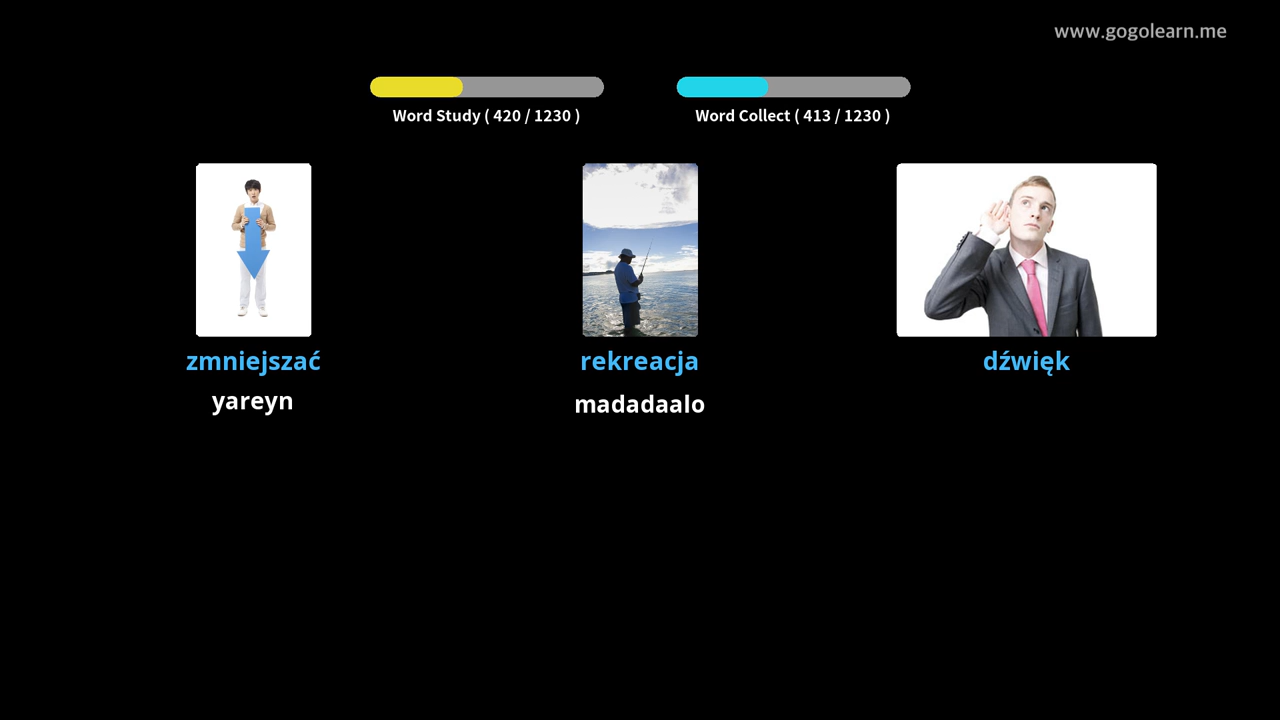 www.gogolearn.me
Word Study ( 420 / 1230 )
Word Collect ( 413 / 1230 )
zmniejszać
yareyn
rekreacja
madadaalo
dźwięk